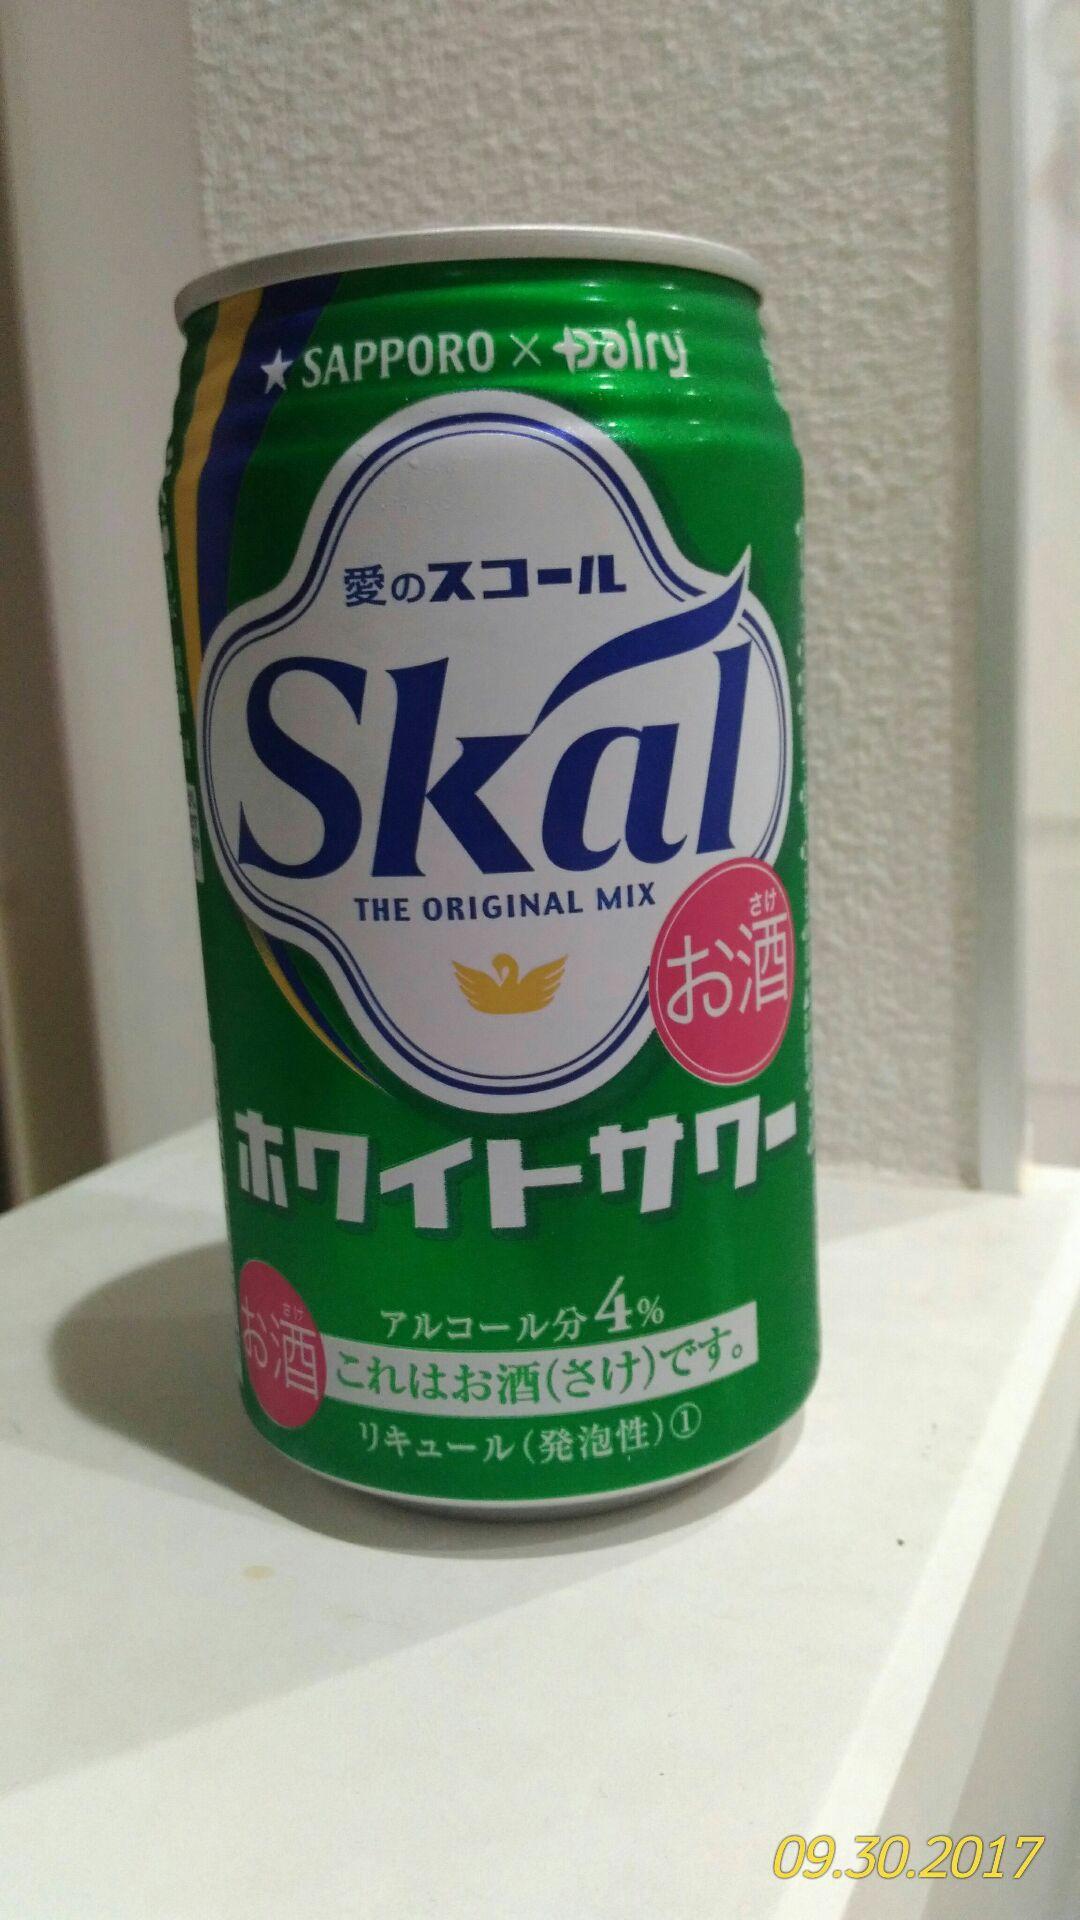 ★SAPPORO × Dairy
愛のスコール
Skal
THE ORIGINAL MIX
さけ
お酒
ホワイトサワー
さけ
お酒
アルコール分4%
これはお酒(さけ)です。
リキュール(発泡性)①
09.30.2017